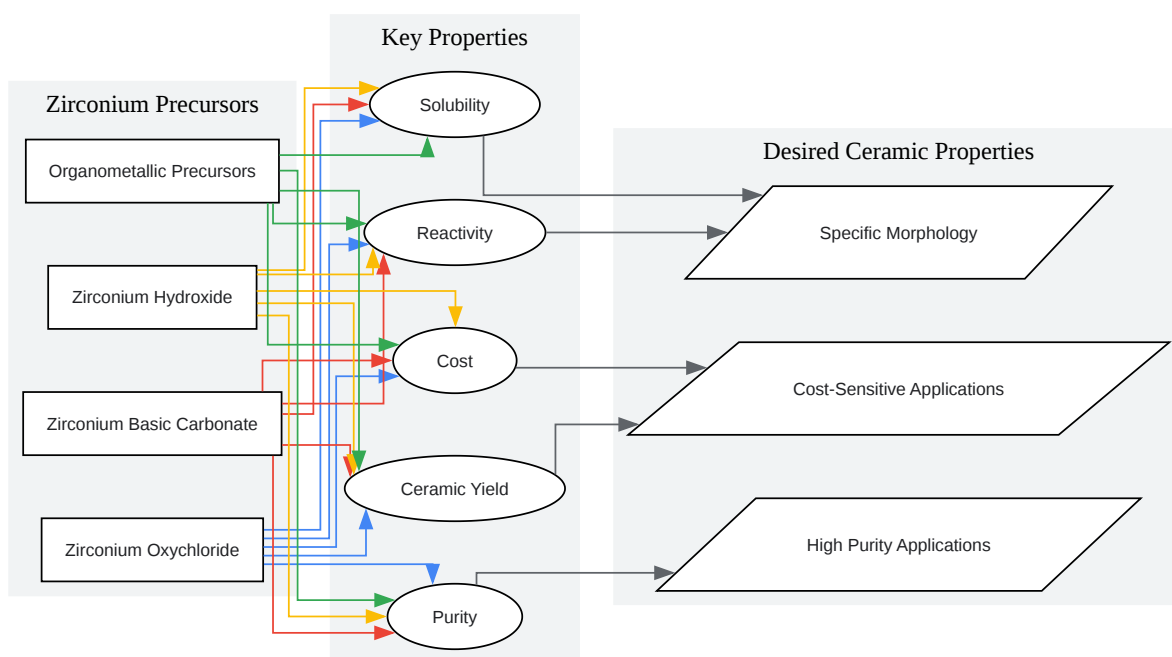 Key Properties
Zirconium Precursors
Solubility
Desired Ceramic Properties
Organometallic Precursors
Reactivity
Specific Morphology
Zirconium Hydroxide
Cost
Cost-Sensitive Applications
Zirconium Basic Carbonate
Ceramic Yield
Zirconium Oxychloride
High Purity Applications
Purity